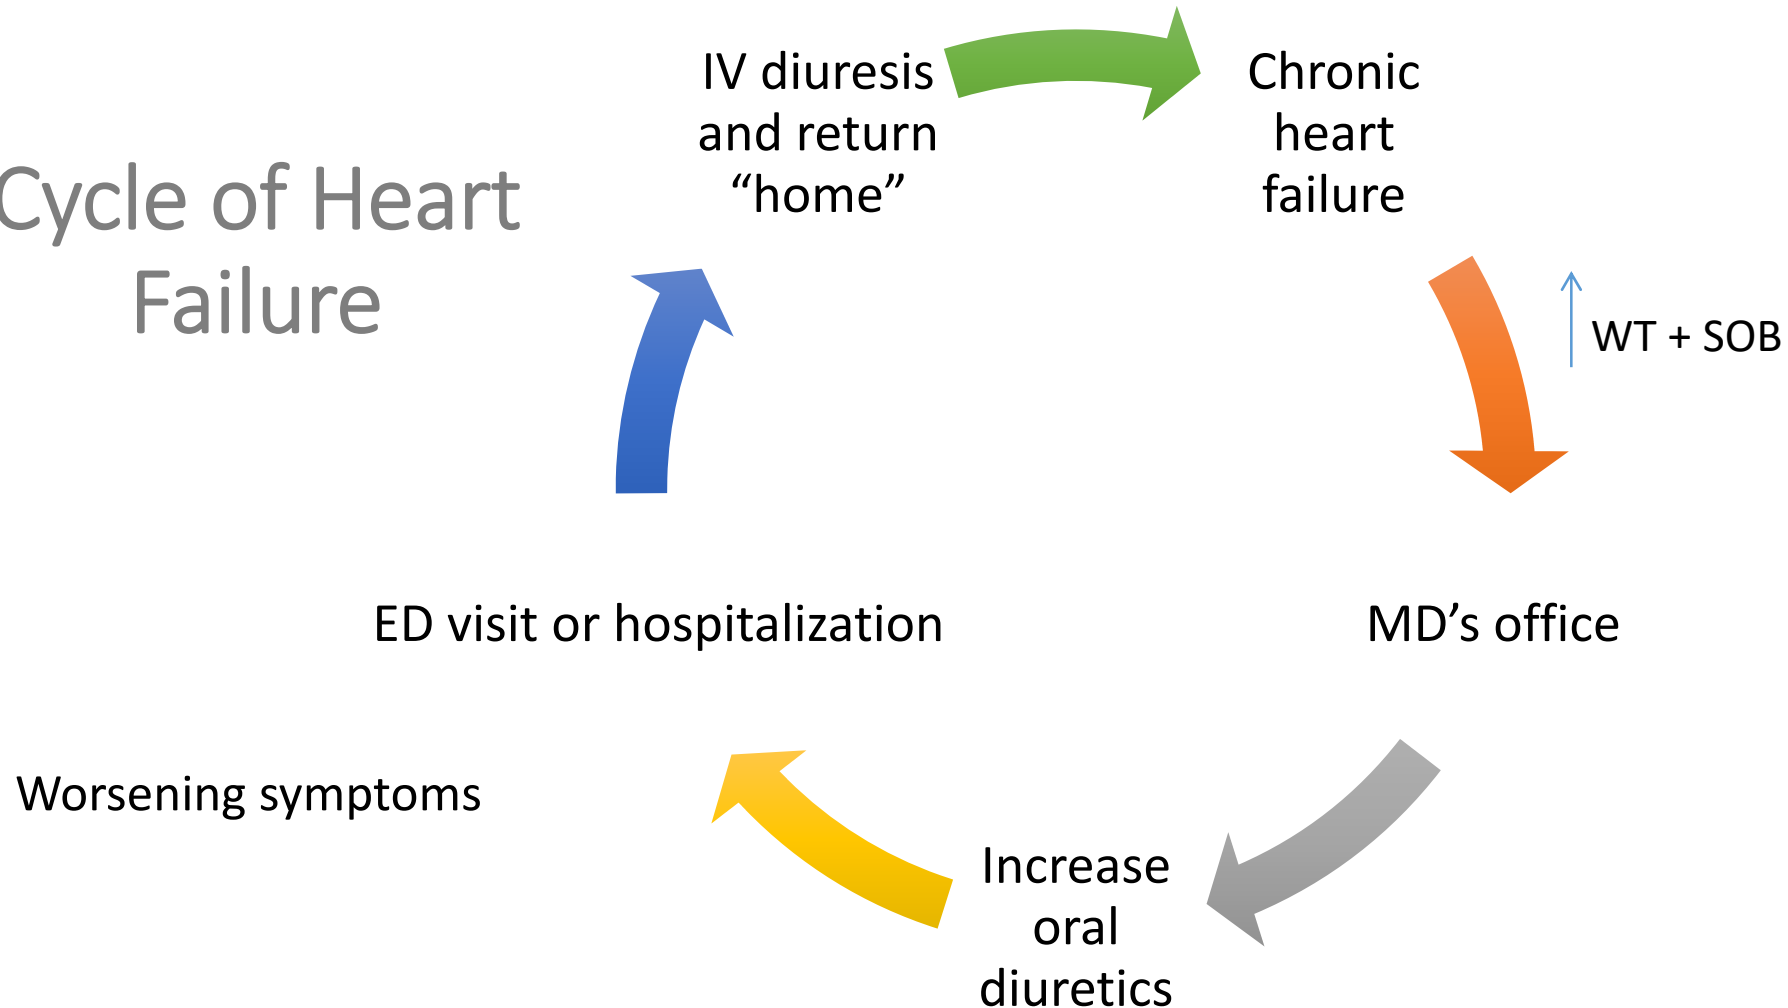 Cycle of Heart
Failure
IV diuresis
and return
“home”
Chronic
heart
failure
WT + SOB
MD’s office
Increase
oral
diuretics
Worsening symptoms
ED visit or hospitalization